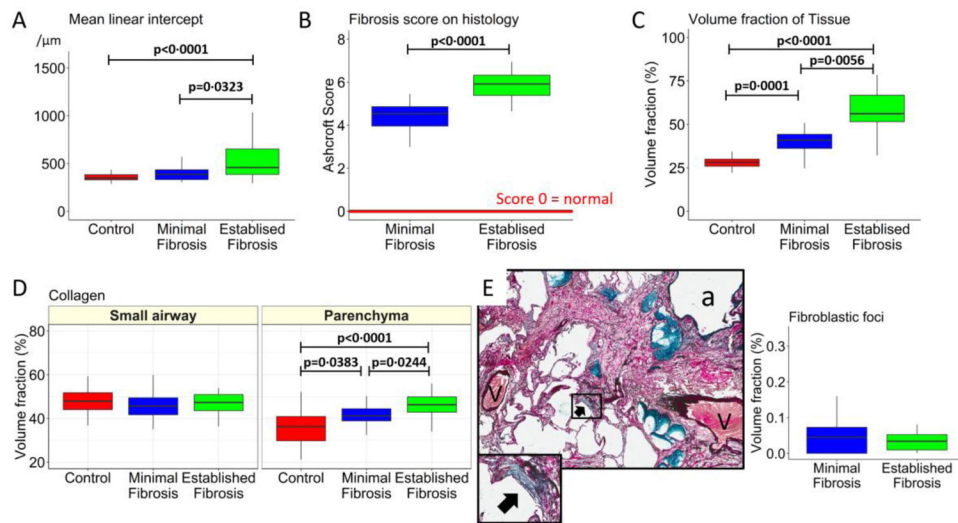 A
Mean linear intercept
/μm
1500
1000
500
0
p<0·0001
p=0·0323
Control
Minimal
Fibrosis
Establised
Fibrosis
B
Fibrosis score on histology
Ashcroft Score
8
6
4
2
0
p<0·0001
Score 0 = normal
Minimal
Fibrosis
Establised
Fibrosis
C
Volume fraction of Tissue
Volume fraction (%)
100
75
50
25
0
p<0·0001
p=0·0056
p=0·0001
Control
Minimal
Fibrosis
Establised
Fibrosis
D
Collagen
Small airway
Parenchyma
Volume fraction (%)
80
60
40
20
p<0·0001
p=0·0383
p=0·0244
Control
Minimal
Fibrosis
Established
Fibrosis
Control
Minimal
Fibrosis
Established
Fibrosis
E
a
V
V
Fibroblastic foci
Volume fraction (%)
0.3
0.2
0.1
0.0
Minimal
Fibrosis
Established
Fibrosis